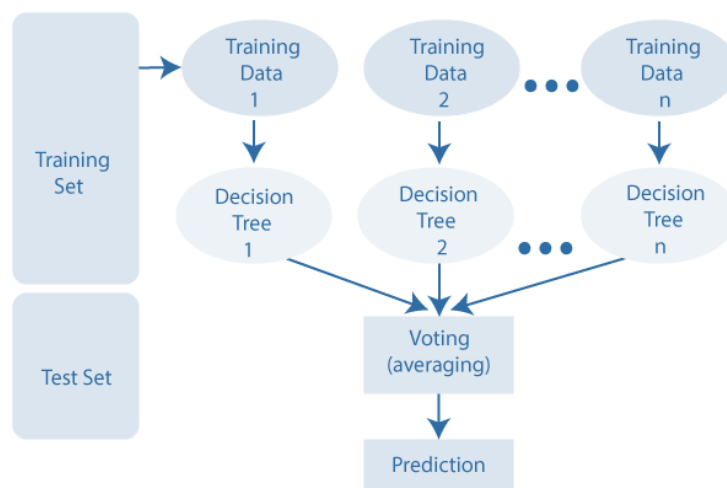 Training
Data
1
Training
Data
2
Training
Data
n
Training
Set
Decision
Tree
1
Decision
Tree
2
Decision
Tree
n
Voting
(averaging)
Test Set
Prediction